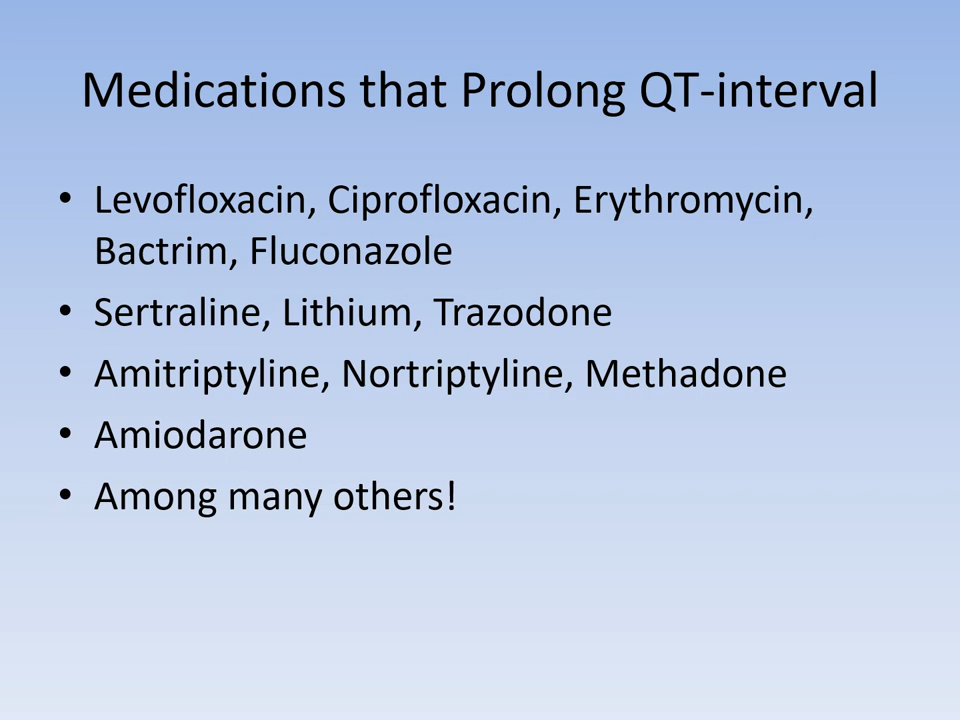 Medications that Prolong QT-interval
• Levofloxacin, Ciprofloxacin, Erythromycin,
Bactrim, Fluconazole
• Sertraline, Lithium, Trazodone
• Amitriptyline, Nortriptyline, Methadone
• Amiodarone
• Among many others!